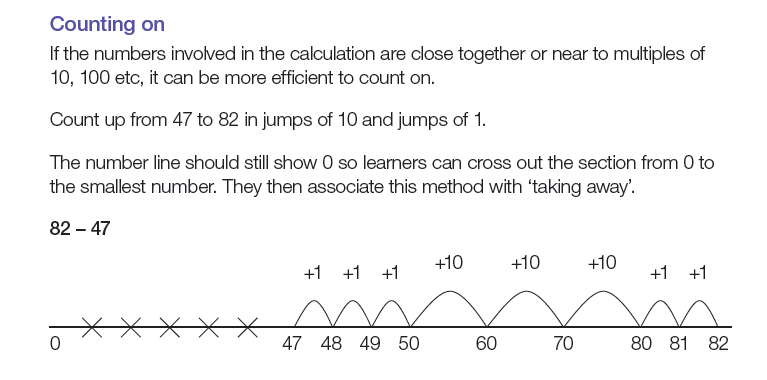 Counting on
If the numbers involved in the calculation are close together or near to multiples of
10, 100 etc, it can be more efficient to count on.
Count up from 47 to 82 in jumps of 10 and jumps of 1.
The number line should still show 0 so learners can cross out the section from 0 to
the smallest number. They then associate this method with ‘taking away’.
82 – 47
+1 +1 +1 +10 +10 +10 +1 +1
0 47 48 49 50 60 70 80 81 82